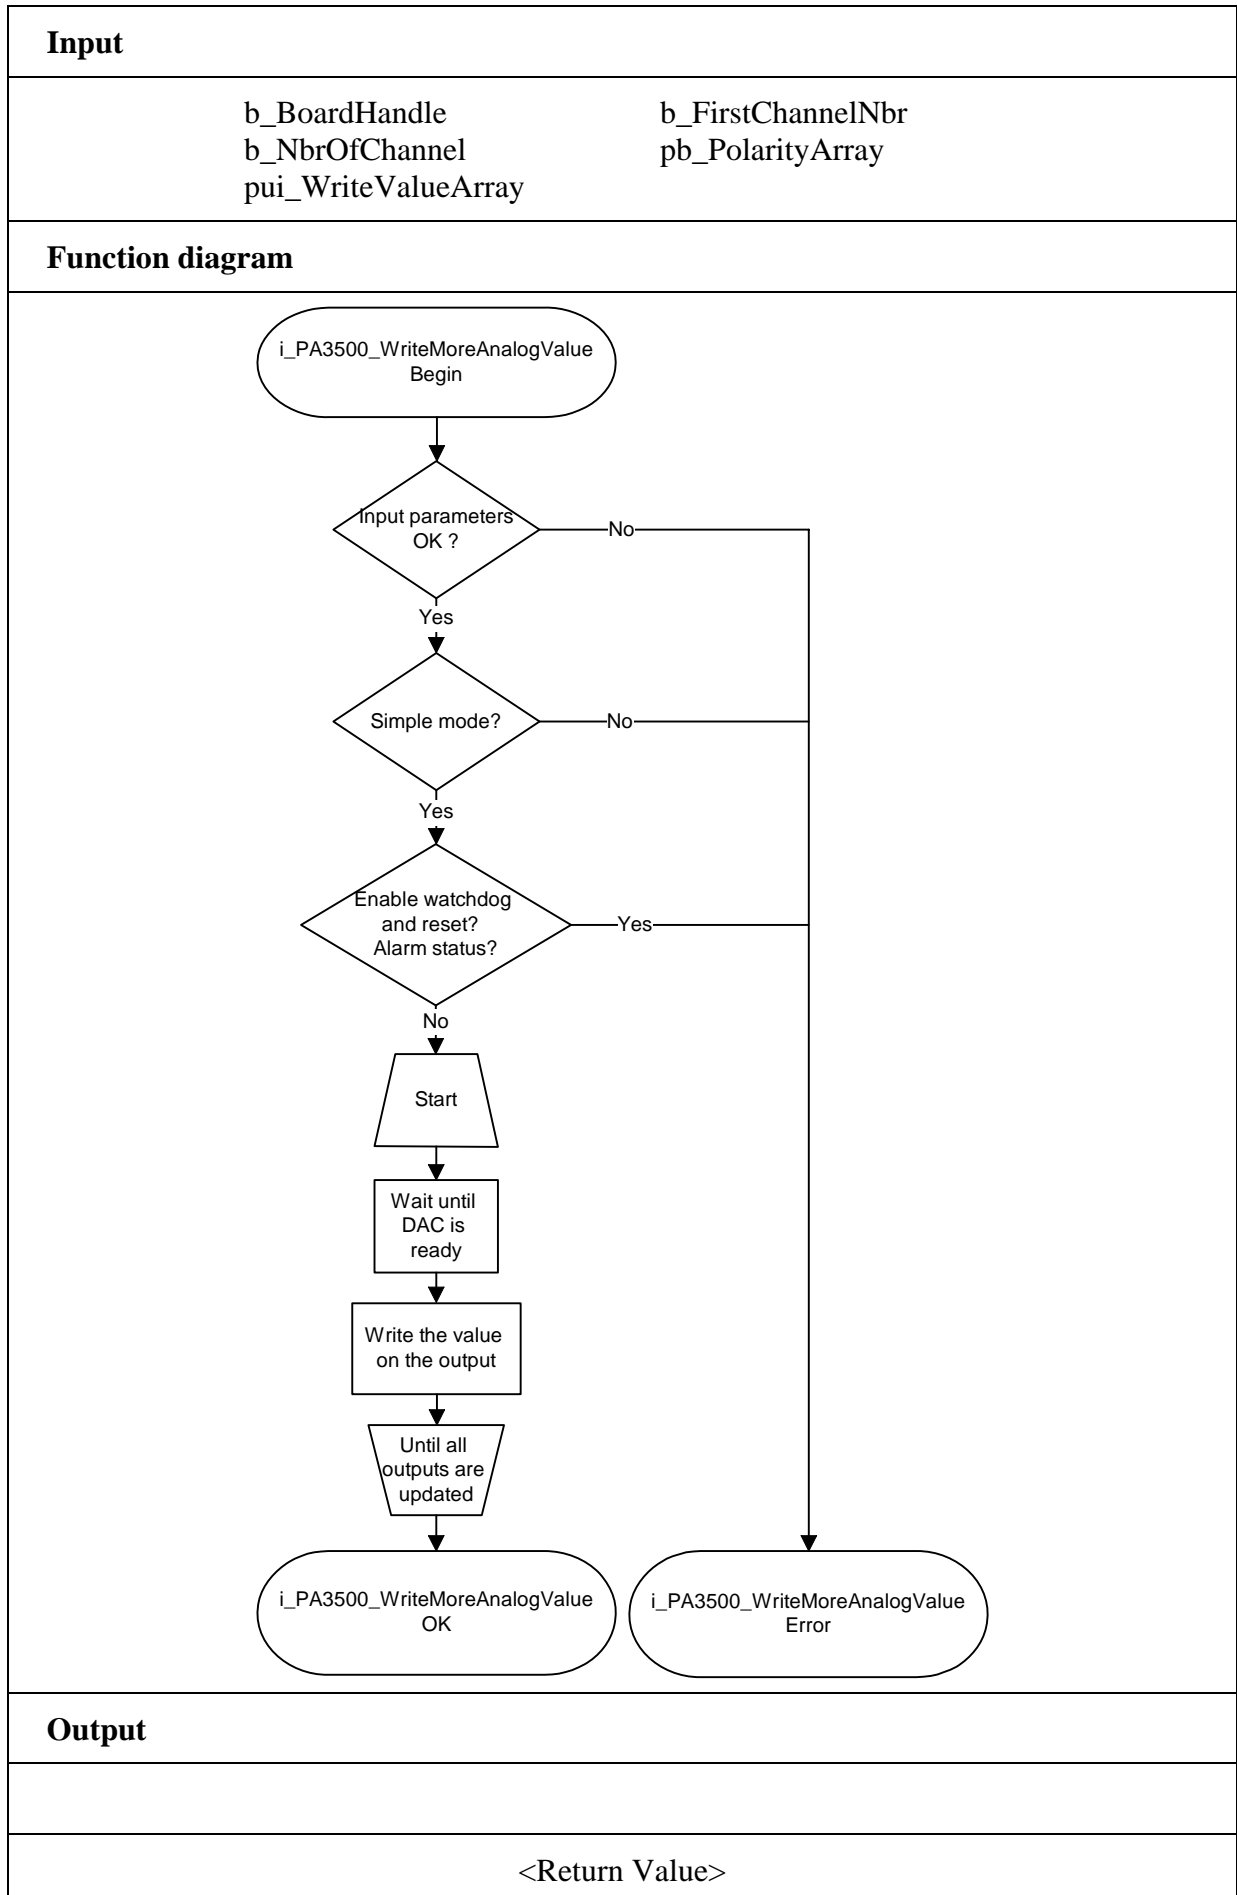 Input
b_BoardHandle b_FirstChannelNbr
b_NbrOfChannel pb_PolarityArray
pui_WriteValueArray
Function diagram
i_PA3500_WriteMoreAnalogValue
Begin
Input parameters
OK ?
No
Yes
Simple mode?
No
Yes
Enable watchdog
and reset?
Alarm status?
Yes
No
Start
Wait until
DAC is
ready
Write the value
on the output
Until all
outputs are
updated
i_PA3500_WriteMoreAnalogValue
OK
i_PA3500_WriteMoreAnalogValue
Error
Output
<Return Value>